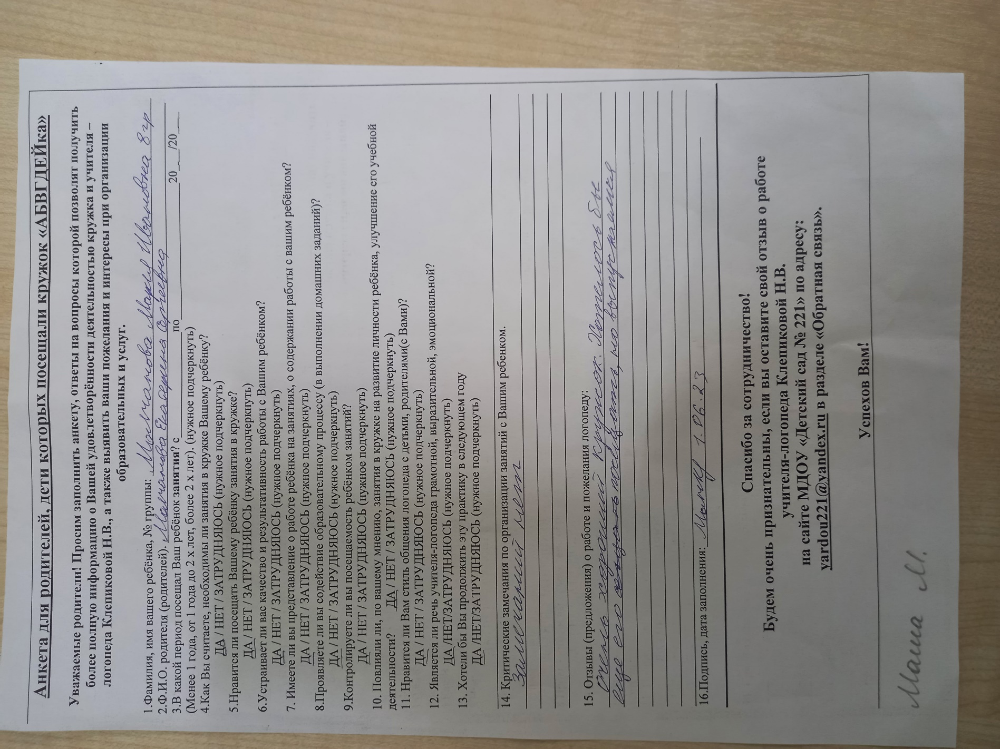 Анкета для родителей, дети которых посещали кружок «АБВГДЕЙка»
Уважаемые родители! Просим заполнить анкету, ответы на вопросы которой позволят получить
более полную информацию о Вашей удовлетворённости деятельностью кружка и учителя –
логопеда Клепиковой Н.В., а также выявить ваши пожелания и интересы при организации
образовательных и услуг.
1.Фамилия, имя вашего ребёнка, № группы: Молчанова Мария Ивановна 8 гр
2.Ф.И.О. родителя (родителей). Молчанова Екатерина Сергеевна
3.В какой период посещал Ваш ребёнок занятия? с__________по__________20___/20___
(Менее 1 года, от 1 года до 2 х лет, более 2 х лет). (нужное подчеркнуть)
4.Как Вы считаете, необходимы ли занятия в кружке Вашему ребёнку?
ДА / НЕТ / ЗАТРУДНЯЮСЬ (нужное подчеркнуть)
5.Нравится ли посещать Вашему ребёнку занятия в кружке?
ДА / НЕТ / ЗАТРУДНЯЮСЬ (нужное подчеркнуть)
6.Устраивает ли вас качество и результативность работы с Вашим ребёнком?
ДА / НЕТ / ЗАТРУДНЯЮСЬ (нужное подчеркнуть)
7. Имеете ли вы представление о работе ребёнка на занятиях, о содержании работы с вашим ребёнком?
ДА / НЕТ / ЗАТРУДНЯЮСЬ (нужное подчеркнуть)
8.Проявляете ли вы содействие образовательному процессу (в выполнении домашних заданий)?
ДА / НЕТ / ЗАТРУДНЯЮСЬ (нужное подчеркнуть)
9.Контролируете ли вы посещаемость ребёнком занятий?
ДА / НЕТ / ЗАТРУДНЯЮСЬ (нужное подчеркнуть)
10. Повлияли ли, по вашему мнению, занятия в кружке на развитие личности ребёнка, улучшение его учебной
деятельности? ДА / НЕТ / ЗАТРУДНЯЮСЬ (нужное подчеркнуть)
11. Нравится ли Вам стиль общения логопеда с детьми, родителями(с Вами)?
ДА / НЕТ / ЗАТРУДНЯЮСЬ (нужное подчеркнуть)
12. Является ли речь учителя-логопеда грамотной, выразительной, эмоциональной?
ДА /НЕТ/ЗАТРУДНЯЮСЬ (нужное подчеркнуть)
13. Хотели бы Вы продолжить эту практику в следующем году
ДА /НЕТ/ЗАТРУДНЯЮСЬ (нужное подчеркнуть)
14. Критические замечания по организации занятий с Вашим ребенком.
Замечаний нет
15. Отзывы (предложения) о работе и пожелания логопеду:
Очень хороший кружок. Хотелось бы
еще его посещать, но выпускаемся
16.Подпись, дата заполнения: 1.06.23
Спасибо за сотрудничество!
Будем очень признательны, если вы оставите свой отзыв о работе
учителя-логопеда Клепиковой Н.В.
на сайте МДОУ «Детский сад № 221» по адресу:
yardou221@yandex.ru в разделе «Обратная связь».
Успехов Вам!
Маша М.